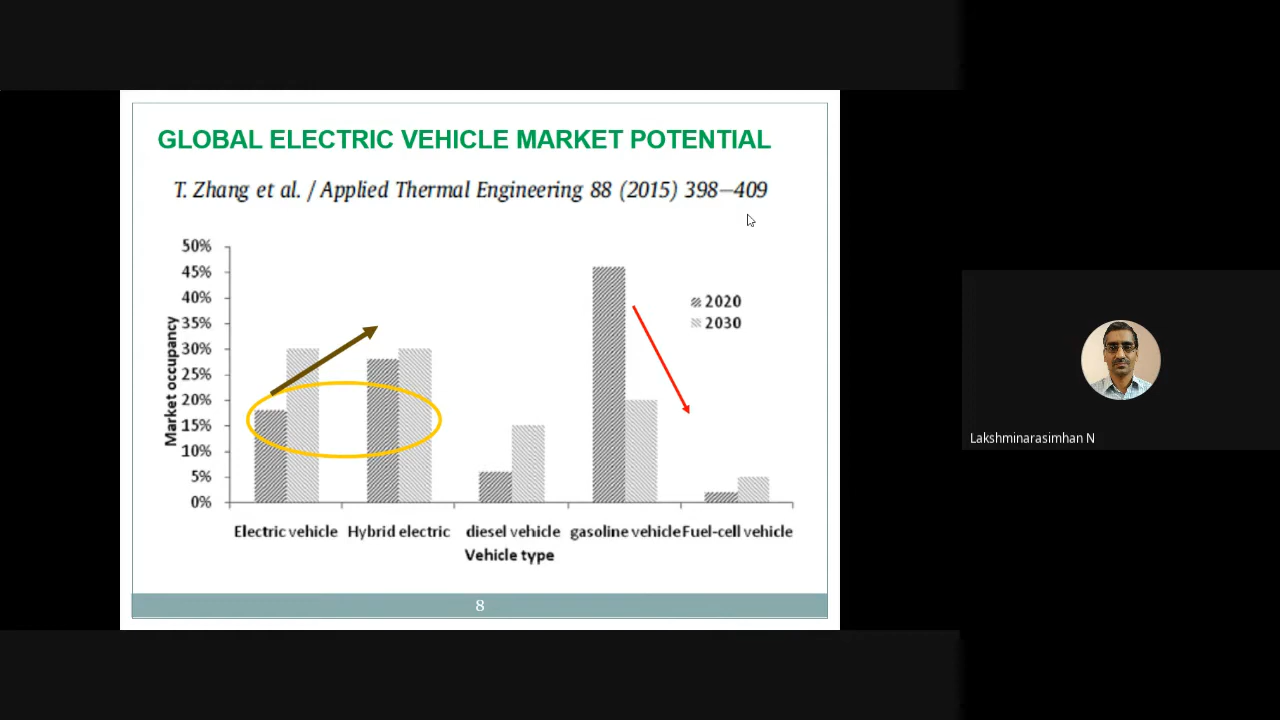 GLOBAL ELECTRIC VEHICLE MARKET POTENTIAL
T. Zhang et al. / Applied Thermal Engineering 88 (2015) 398–409
50%
45%
40%
35%
30%
25%
20%
15%
10%
5%
0%
Market occupancy
2020
2030
Electric vehicle Hybrid electric diesel vehicle gasoline vehicle Fuel-cell vehicle
Vehicle type
8
Lakshminarasimhan N